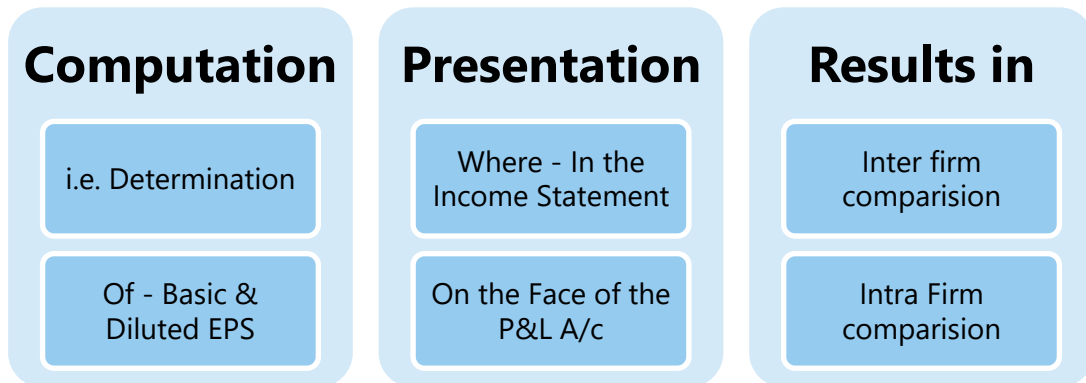 Computation
i.e. Determination
Of - Basic &
Diluted EPS
Presentation
Where - In the
Income Statement
On the Face of the
P&L A/c
Results in
Inter firm
comparision
Intra Firm
comparision